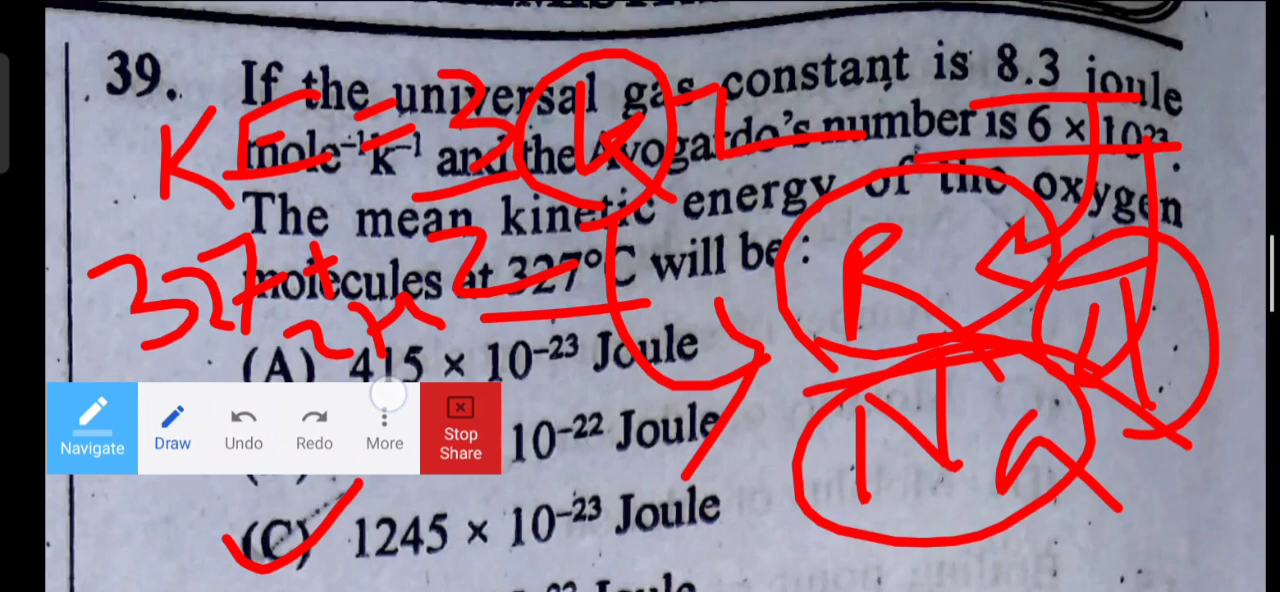 39. If the universal gas constant is 8.3 joule
mole⁻¹k⁻¹ and the Avogardo's number is 6 × 10²³.
The mean kinetic energy of the oxygen
molecules at 327°C will be :
(A) 415 × 10⁻²³ Joule
10⁻²² Joule
(C) 1245 × 10⁻²³ Joule
KE = 3 k
2
327+
R
Na
Navigate
Draw
Undo
Redo
More
Stop
Share